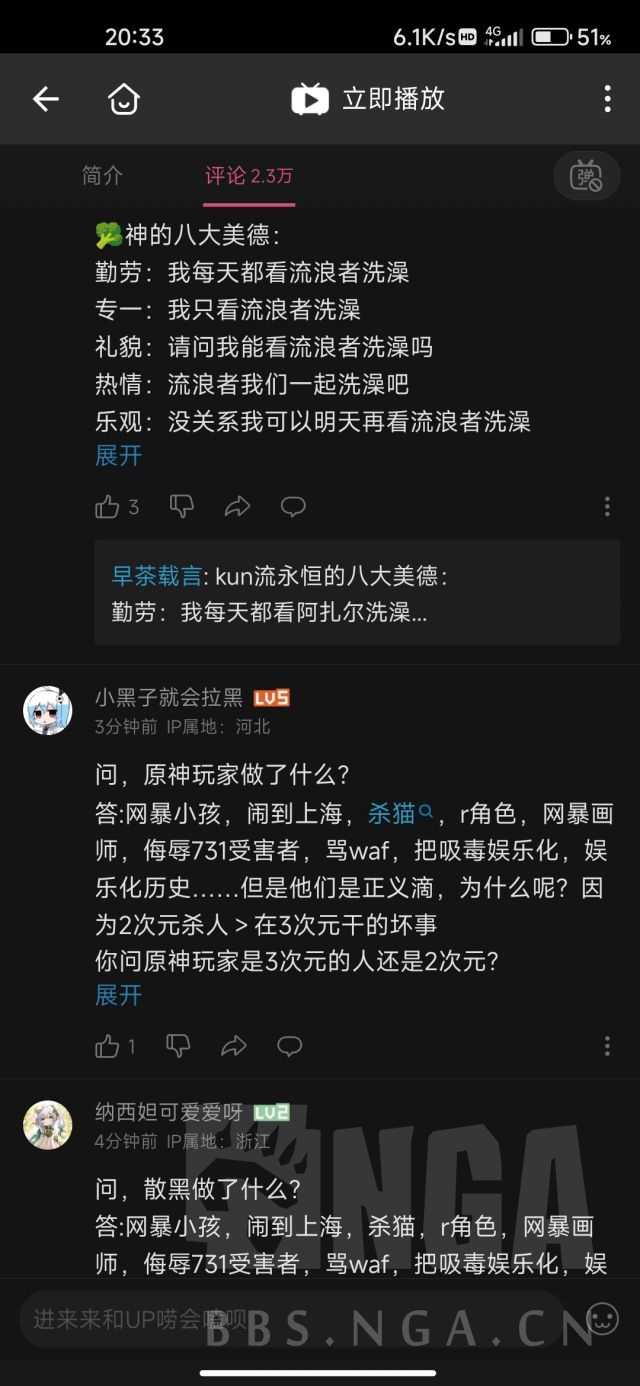 20:33
6.1K/s HD 4G 51%
立即播放
简介
评论 2.3万
弹
🥦神的八大美德：
勤劳：我每天都看流浪者洗澡
专一：我只看流浪者洗澡
礼貌：请问我能看流浪者洗澡吗
热情：流浪者我们一起洗澡吧
乐观：没关系我可以明天再看流浪者洗澡
展开
3
早茶载言: kun流永恒的八大美德：
勤劳：我每天都看阿扎尔洗澡...
小黑子就会拉黑 LV5
3分钟前 IP属地：河北
问，原神玩家做了什么？
答:网暴小孩，闹到上海，杀猫，r角色，网暴画
师，侮辱731受害者，骂waf，把吸毒娱乐化，娱
乐化历史……但是他们是正义滴，为什么呢？因
为2次元杀人＞在3次元干的坏事
你问原神玩家是3次元的人还是2次元？
展开
1
纳西妲可爱爱呀 LV2
4分钟前 IP属地：浙江
问，散黑做了什么？
答:网暴小孩，闹到上海，杀猫，r角色，网暴画
师，侮辱731受害者，骂waf，把吸毒娱乐化，娱
进来来和UP唠会嗑呗
NGA
BBS.NGA.CN